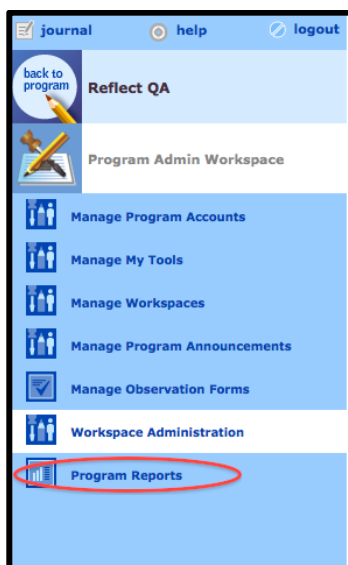 journal help logout
back to
program
Reflect QA
Program Admin Workspace
Manage Program Accounts
Manage My Tools
Manage Workspaces
Manage Program Announcements
Manage Observation Forms
Workspace Administration
Program Reports